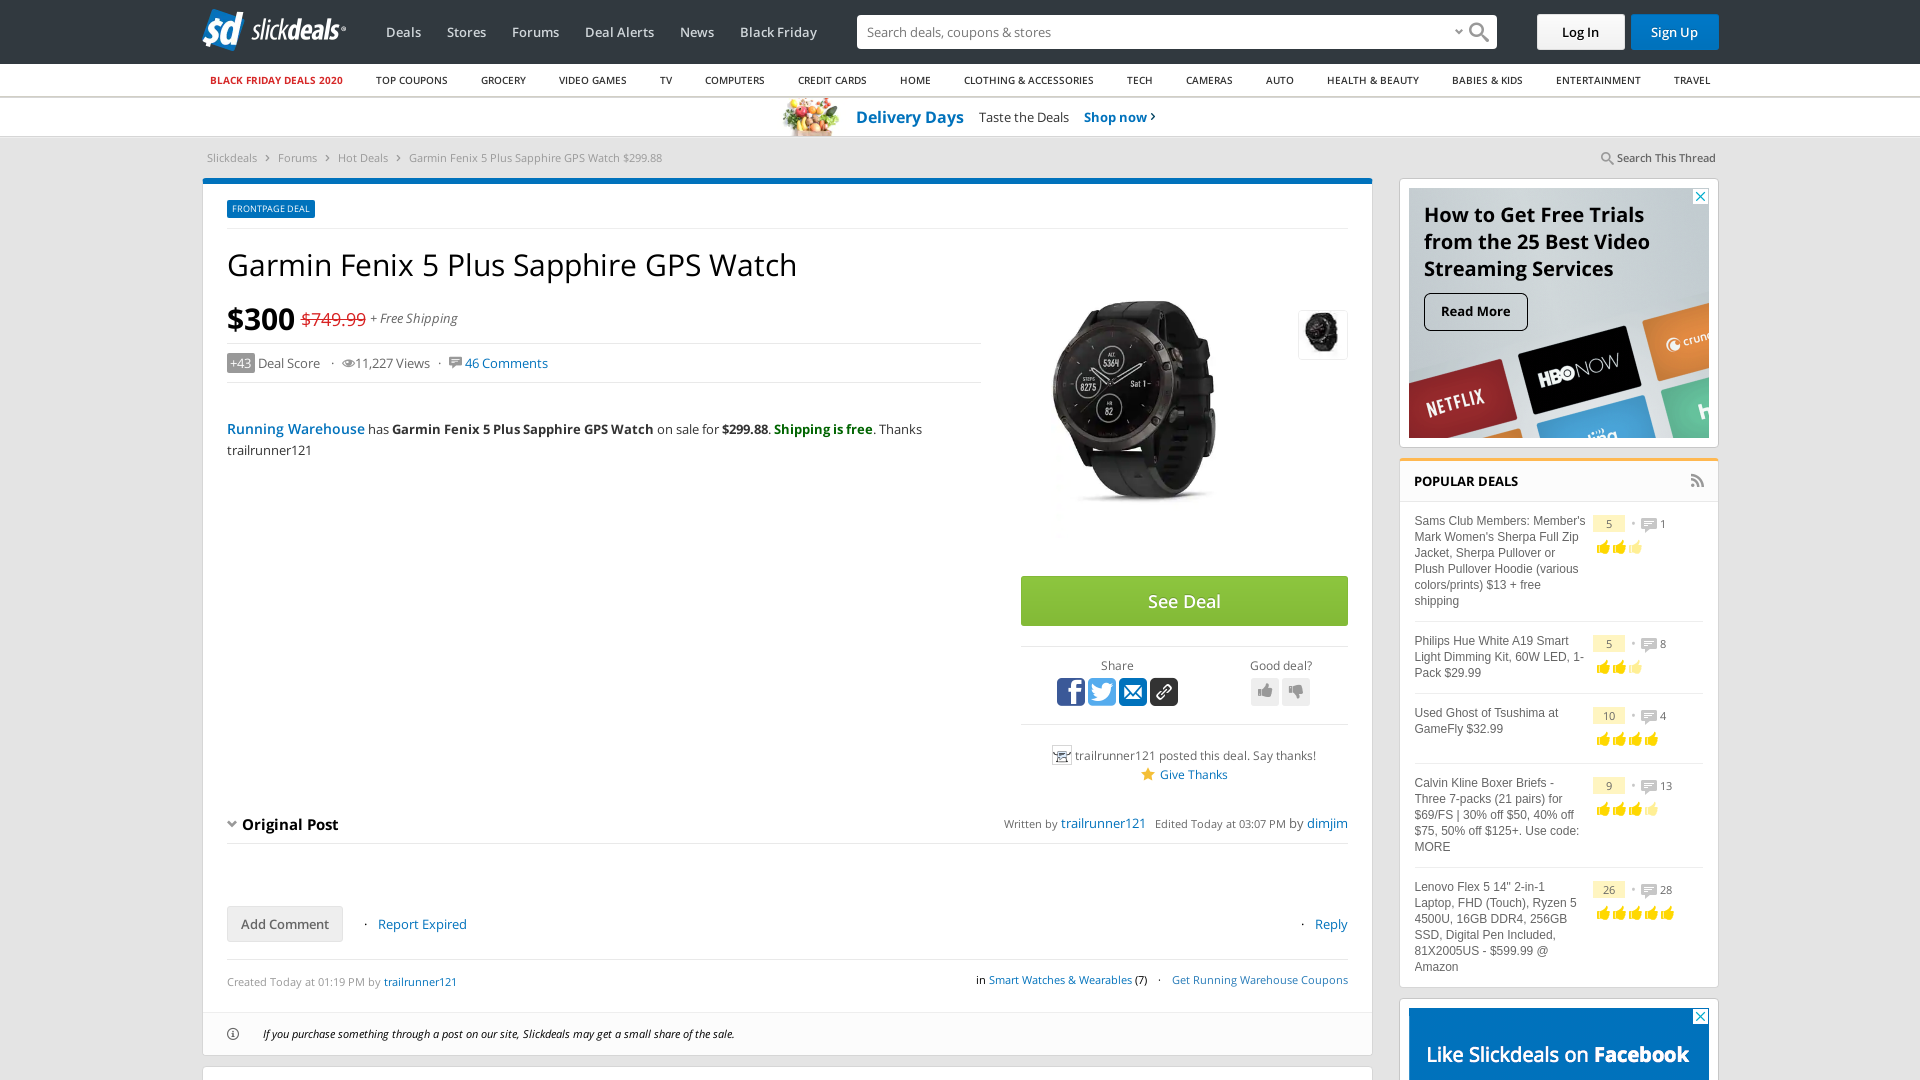 sd slickdeals
Deals
Stores
Forums
Deal Alerts
News
Black Friday
Search deals, coupons & stores
Log In
Sign Up
BLACK FRIDAY DEALS 2020
TOP COUPONS
GROCERY
VIDEO GAMES
TV
COMPUTERS
CREDIT CARDS
HOME
CLOTHING & ACCESSORIES
TECH
CAMERAS
AUTO
HEALTH & BEAUTY
BABIES & KIDS
ENTERTAINMENT
TRAVEL
Delivery Days Taste the Deals Shop now ›
Slickdeals › Forums › Hot Deals › Garmin Fenix 5 Plus Sapphire GPS Watch $299.88
Search This Thread
FRONTPAGE DEAL
Garmin Fenix 5 Plus Sapphire GPS Watch
$300 $749.99 + Free Shipping
+43 Deal Score · 11,227 Views · 46 Comments
Running Warehouse has Garmin Fenix 5 Plus Sapphire GPS Watch on sale for $299.88. Shipping is free. Thanks
trailrunner121
ALT.
5364
STEPS
8275
Sat 1
HR
82
See Deal
Share
Good deal?
trailrunner121 posted this deal. Say thanks!
Give Thanks
Original Post
Written by trailrunner121 Edited Today at 03:07 PM by dimjim
Add Comment · Report Expired
· Reply
Created Today at 01:19 PM by trailrunner121
in Smart Watches & Wearables (7) · Get Running Warehouse Coupons
If you purchase something through a post on our site, Slickdeals may get a small share of the sale.
How to Get Free Trials
from the 25 Best Video
Streaming Services
Read More
NETFLIX
HBO NOW
crun
POPULAR DEALS
Sams Club Members: Member's
Mark Women's Sherpa Full Zip
Jacket, Sherpa Pullover or
Plush Pullover Hoodie (various
colors/prints) $13 + free
shipping
5 • 1
Philips Hue White A19 Smart
Light Dimming Kit, 60W LED, 1-
Pack $29.99
5 • 8
Used Ghost of Tsushima at
GameFly $32.99
10 • 4
Calvin Kline Boxer Briefs -
Three 7-packs (21 pairs) for
$69/FS | 30% off $50, 40% off
$75, 50% off $125+. Use code:
MORE
9 • 13
Lenovo Flex 5 14" 2-in-1
Laptop, FHD (Touch), Ryzen 5
4500U, 16GB DDR4, 256GB
SSD, Digital Pen Included,
81X2005US - $599.99 @
Amazon
26 • 28
Like Slickdeals on Facebook